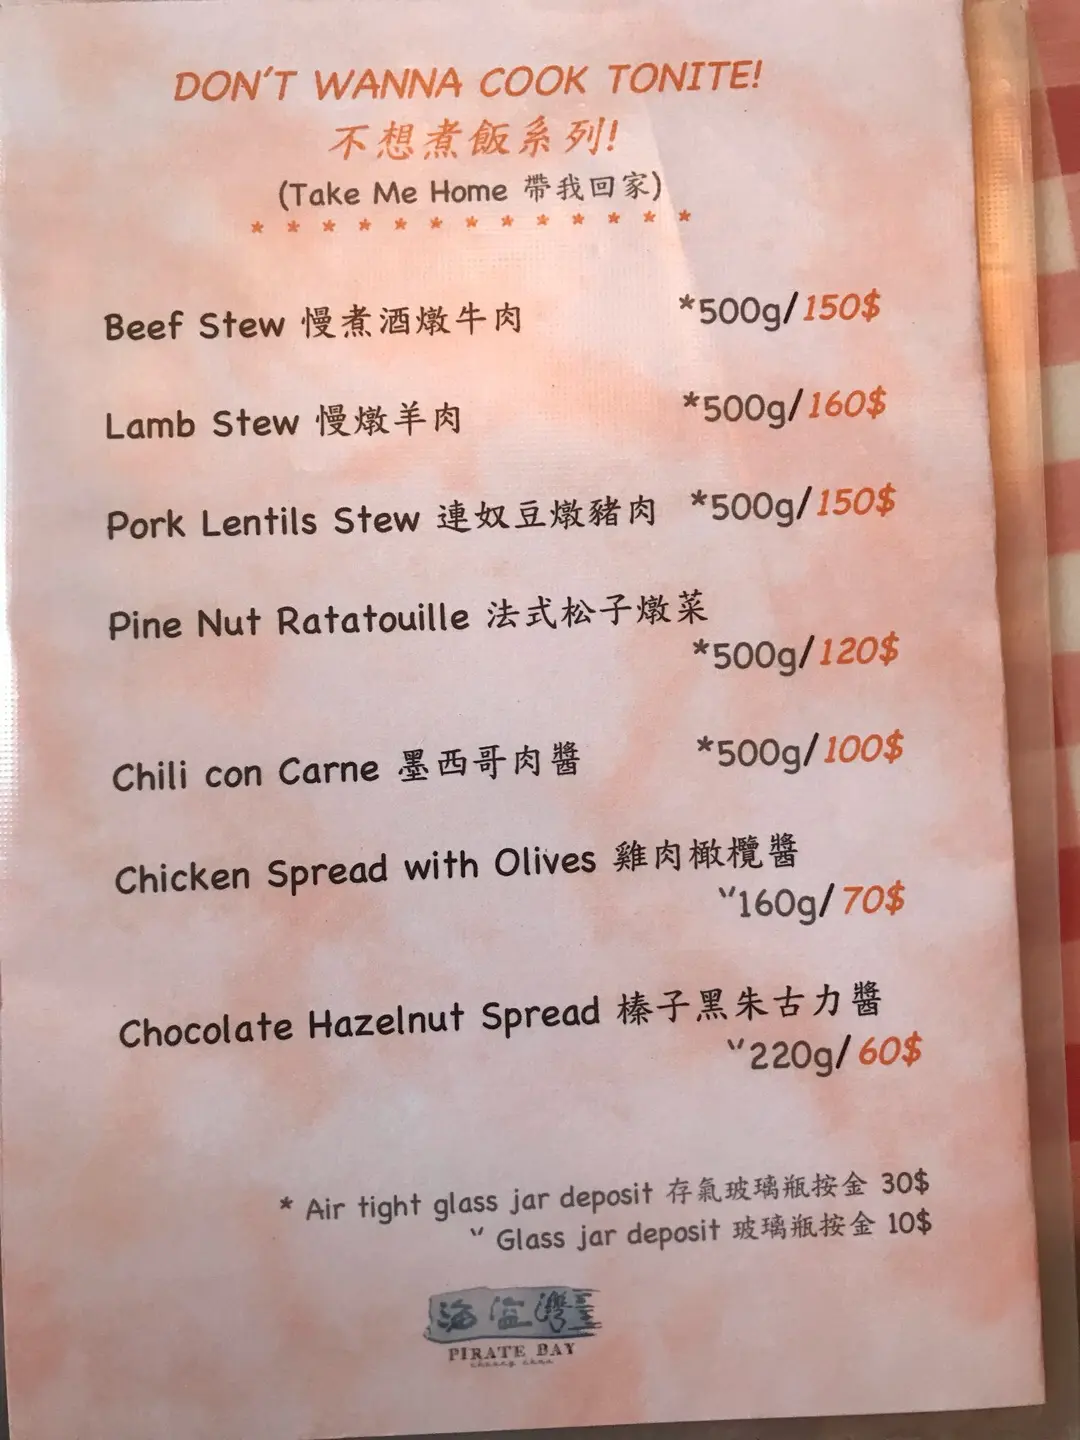 DON'T WANNA COOK TONITE!
不想煮飯系列!
(Take Me Home 帶我回家)
* * * * * * * * * * * * *
Beef Stew 慢煮酒燉牛肉 *500g/150$
Lamb Stew 慢燉羊肉 *500g/160$
Pork Lentils Stew 連奴豆燉豬肉 *500g/150$
Pine Nut Ratatouille 法式松子燉菜
*500g/120$
Chili con Carne 墨西哥肉醬 *500g/100$
Chicken Spread with Olives 雞肉橄欖醬
"160g/70$
Chocolate Hazelnut Spread 榛子黑朱古力醬
"220g/60$
* Air tight glass jar deposit 存氣玻璃瓶按金 30$
" Glass jar deposit 玻璃瓶按金 10$
海盜灣
PIRATE BAY